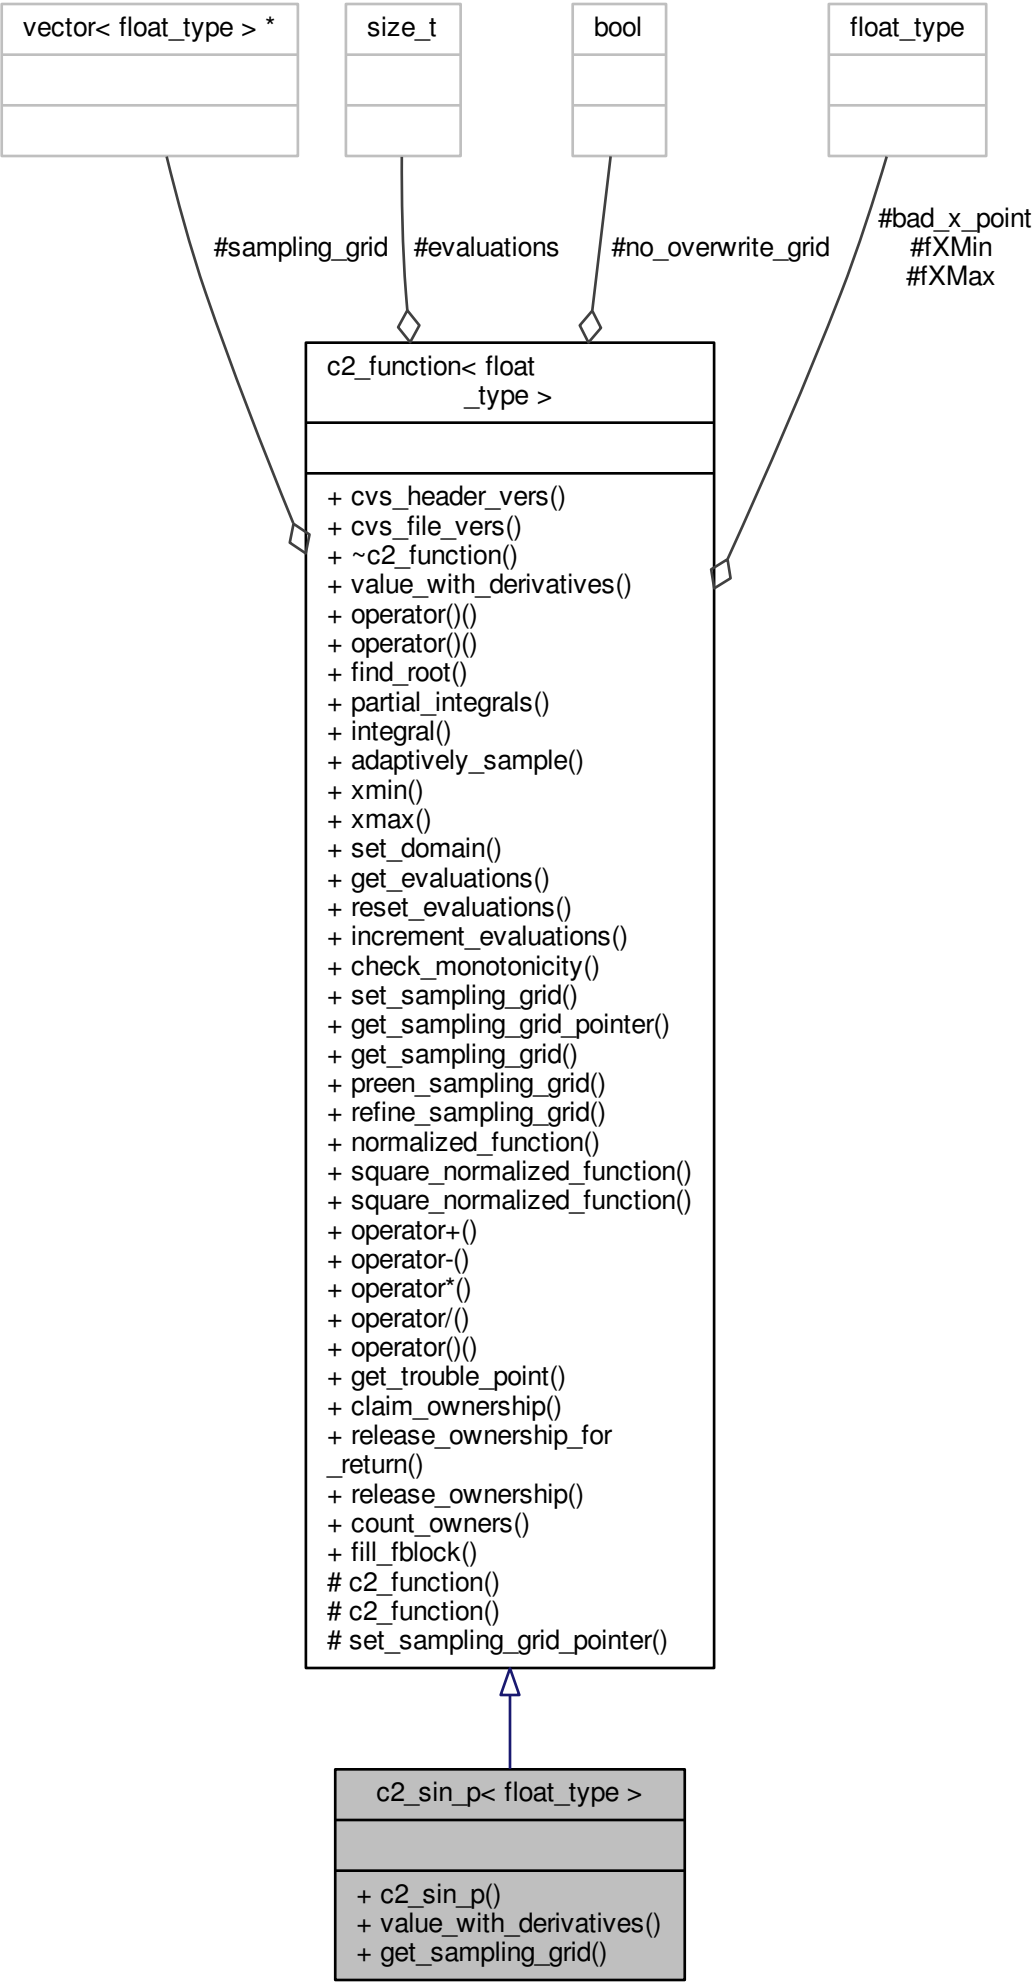 vector< float_type > *
size_t
bool
float_type
#sampling_grid
#evaluations
#no_overwrite_grid
#bad_x_point
#fXMin
#fXMax
c2_function< float
_type >
+ cvs_header_vers()
+ cvs_file_vers()
+ ~c2_function()
+ value_with_derivatives()
+ operator()()
+ operator()()
+ find_root()
+ partial_integrals()
+ integral()
+ adaptively_sample()
+ xmin()
+ xmax()
+ set_domain()
+ get_evaluations()
+ reset_evaluations()
+ increment_evaluations()
+ check_monotonicity()
+ set_sampling_grid()
+ get_sampling_grid_pointer()
+ get_sampling_grid()
+ preen_sampling_grid()
+ refine_sampling_grid()
+ normalized_function()
+ square_normalized_function()
+ square_normalized_function()
+ operator+()
+ operator-()
+ operator*()
+ operator/()
+ operator()()
+ get_trouble_point()
+ claim_ownership()
+ release_ownership_for
_return()
+ release_ownership()
+ count_owners()
+ fill_fblock()
# c2_function()
# c2_function()
# set_sampling_grid_pointer()
c2_sin_p< float_type >
+ c2_sin_p()
+ value_with_derivatives()
+ get_sampling_grid()